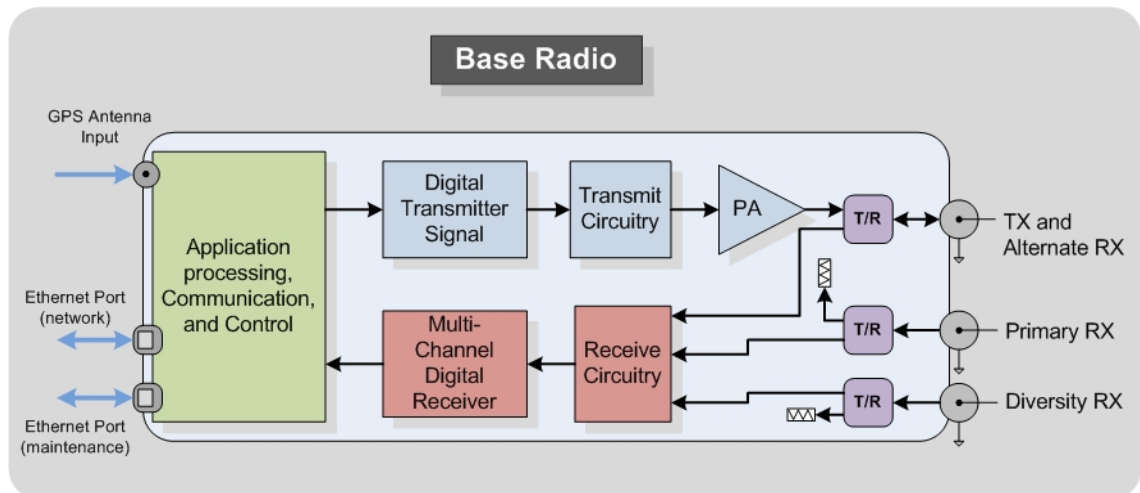 Base Radio
GPS Antenna
Input
Application
processing,
Communication,
and Control
Digital
Transmitter
Signal
Transmit
Circuitry
PA
T/R
TX and
Alternate RX
Ethernet Port
(network)
Multi-
Channel
Digital
Receiver
Receive
Circuitry
T/R
Primary RX
T/R
Diversity RX
Ethernet Port
(maintenance)